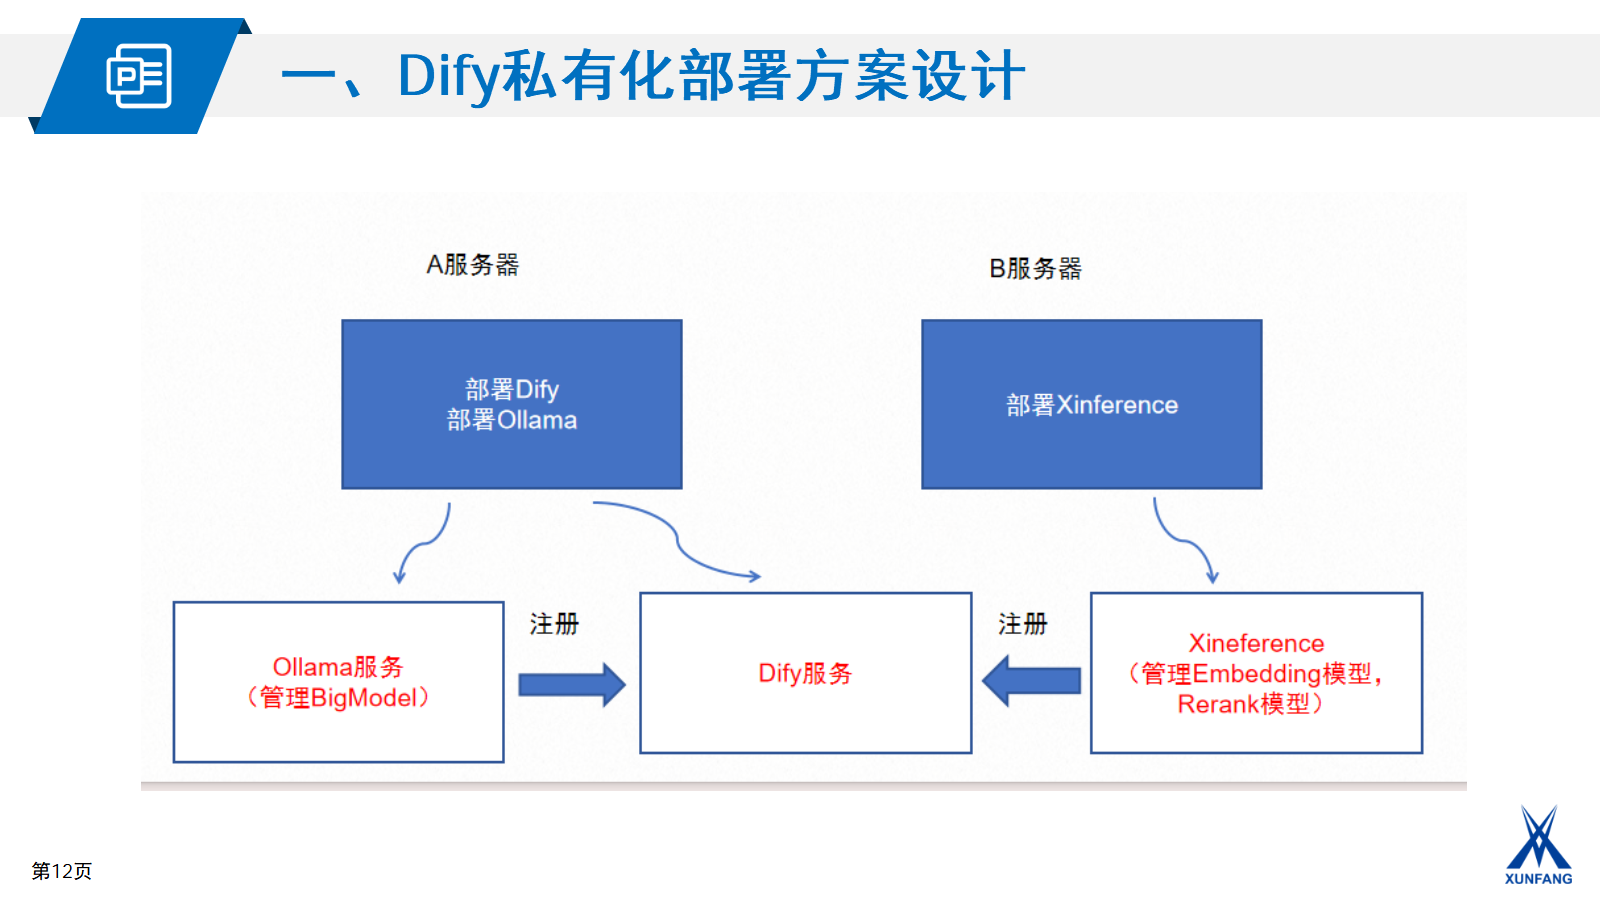 一、Dify私有化部署方案设计
A服务器
B服务器
部署Dify
部署Ollama
部署Xinference
注册
注册
Ollama服务
（管理BigModel）
Dify服务
Xineference
（管理Embedding模型，
Rerank模型）
第12页
XUNFANG